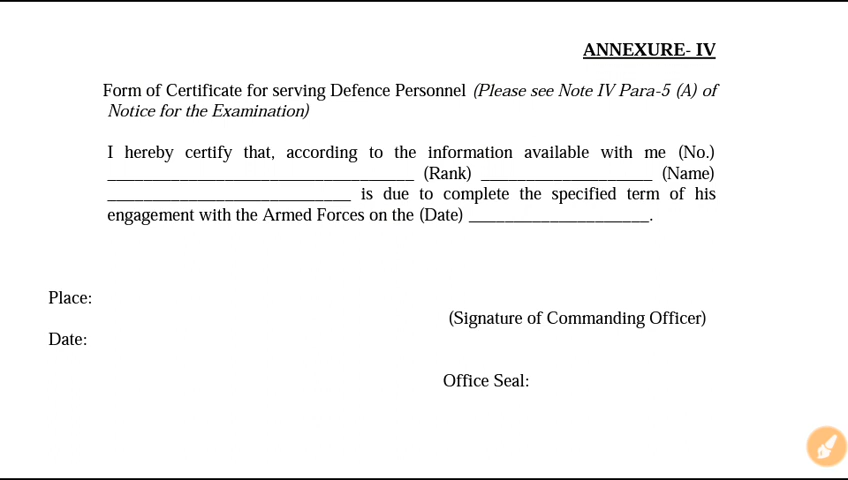 ANNEXURE- IV
Form of Certificate for serving Defence Personnel (Please see Note IV Para-5 (A) of
Notice for the Examination)
I hereby certify that, according to the information available with me (No.)
__________________________________ (Rank) ___________________ (Name)
___________________________ is due to complete the specified term of his
engagement with the Armed Forces on the (Date) ____________________.
Place:
(Signature of Commanding Officer)
Date:
Office Seal: